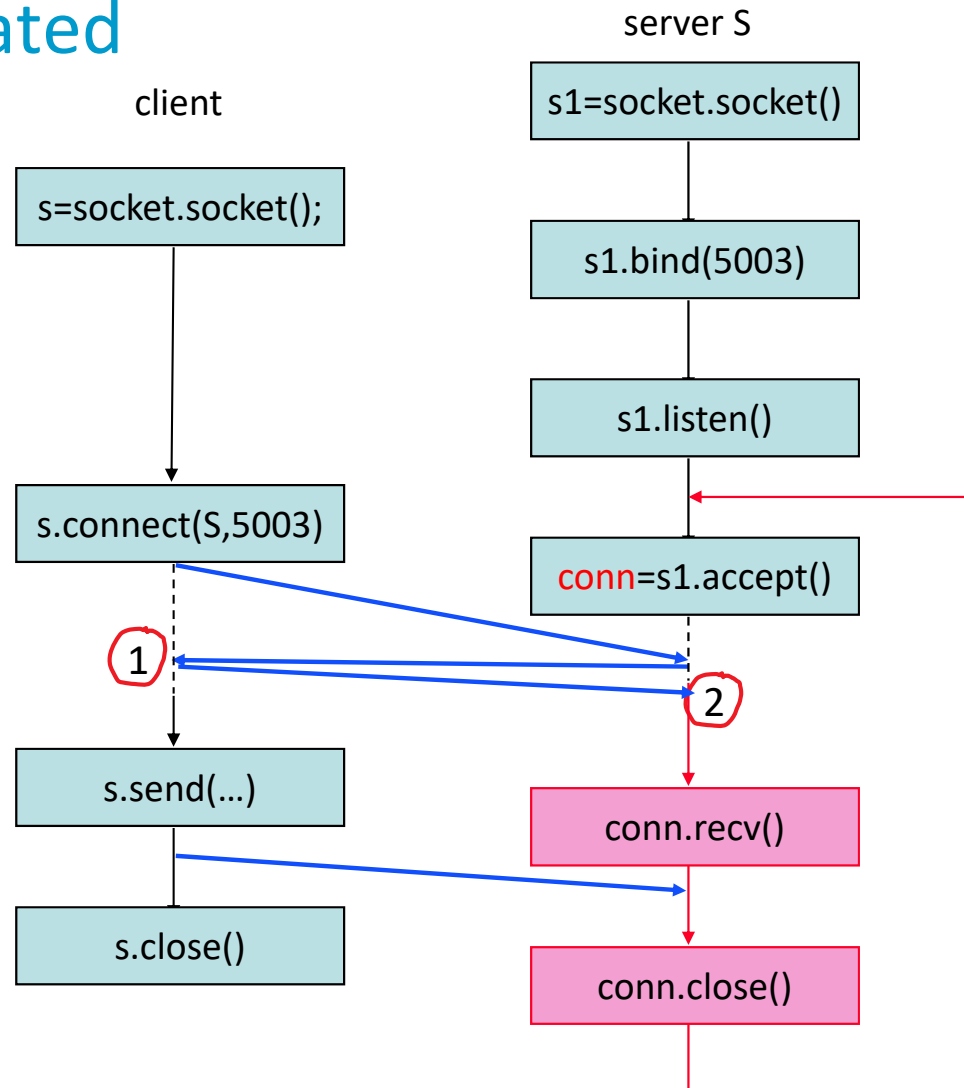 ated
server S
client
s1=socket.socket()
s=socket.socket();
s1.bind(5003)
s1.listen()
s.connect(S,5003)
conn=s1.accept()
1
2
s.send(…)
conn.recv()
s.close()
conn.close()